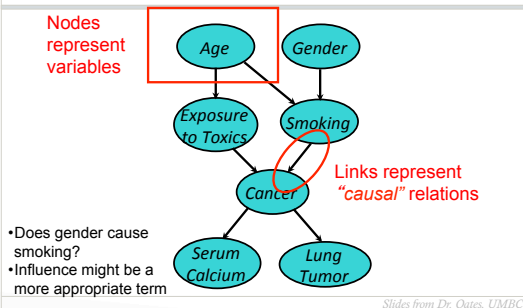 Nodes
represent
variables
Age
Gender
Exposure
to Toxics
Smoking
Links represent
“causal” relations
Cancer
•Does gender cause
smoking?
•Influence might be a
more appropriate term
Serum
Calcium
Lung
Tumor
Slides from Dr. Oates, UMBC